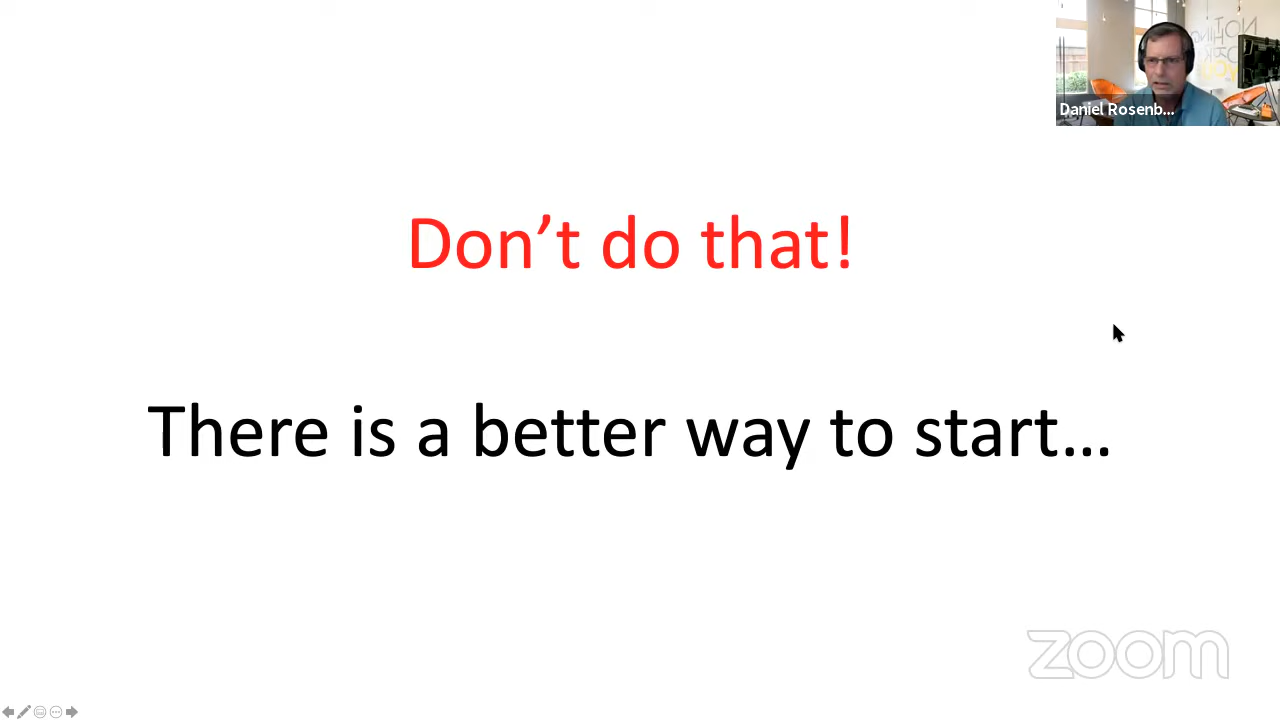 Daniel Rosenb...
Don't do that!
There is a better way to start...
zoom